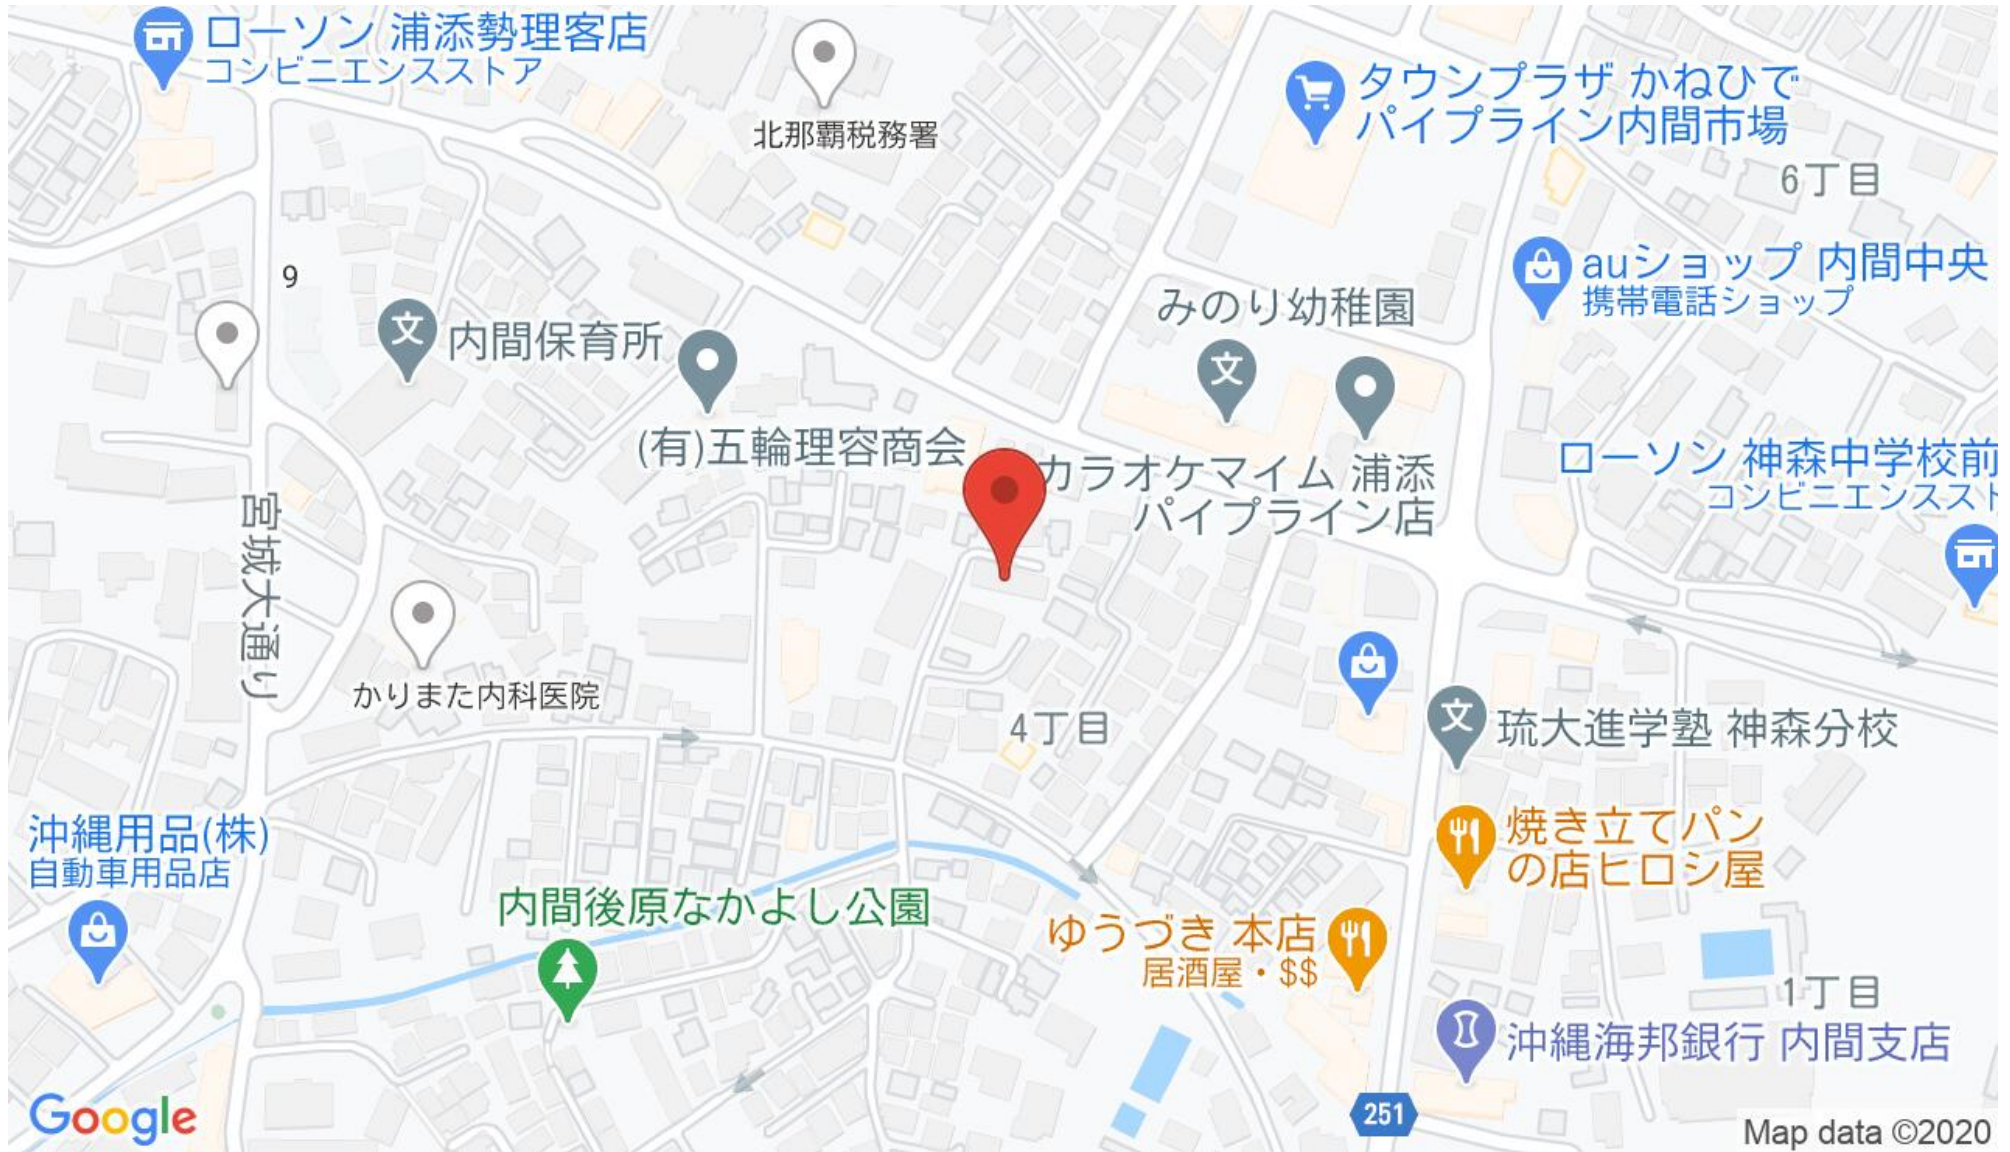 ローソン 浦添勢理客店
コンビニエンスストア
北那覇税務署
タウンプラザ かねひで
パイプライン内間市場
6丁目
auショップ 内間中央
携帯電話ショップ
9
みのり幼稚園
内間保育所
(有)五輪理容商会
カラオケマイム 浦添
パイプライン店
ローソン 神森中学校前
コンビニエンススト
宮城大通り
かりまた内科医院
4丁目
琉大進学塾 神森分校
沖縄用品(株)
自動車用品店
焼き立てパン
の店ヒロシ屋
内間後原なかよし公園
ゆうづき 本店
居酒屋・$$
1丁目
沖縄海邦銀行 内間支店
251
Google
Map data ©2020